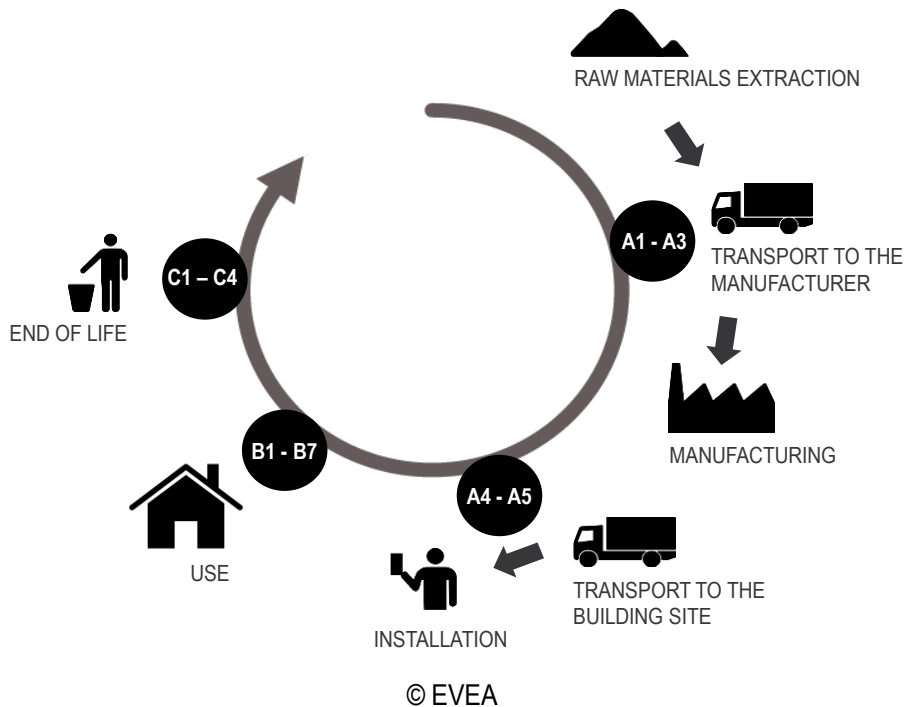 RAW MATERIALS EXTRACTION
A1 - A3
TRANSPORT TO THE
MANUFACTURER
C1 – C4
END OF LIFE
MANUFACTURING
B1 - B7
A4 - A5
USE
TRANSPORT TO THE
BUILDING SITE
INSTALLATION
© EVEA